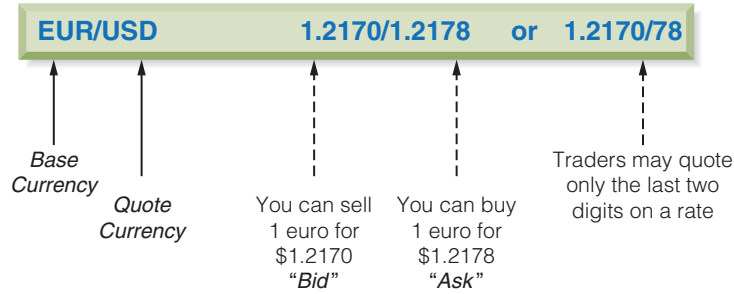 EUR/USD 1.2170/1.2178 or 1.2170/78
Base
Currency
Quote
Currency
You can sell
1 euro for
$1.2170
“Bid”
You can buy
1 euro for
$1.2178
“Ask”
Traders may quote
only the last two
digits on a rate